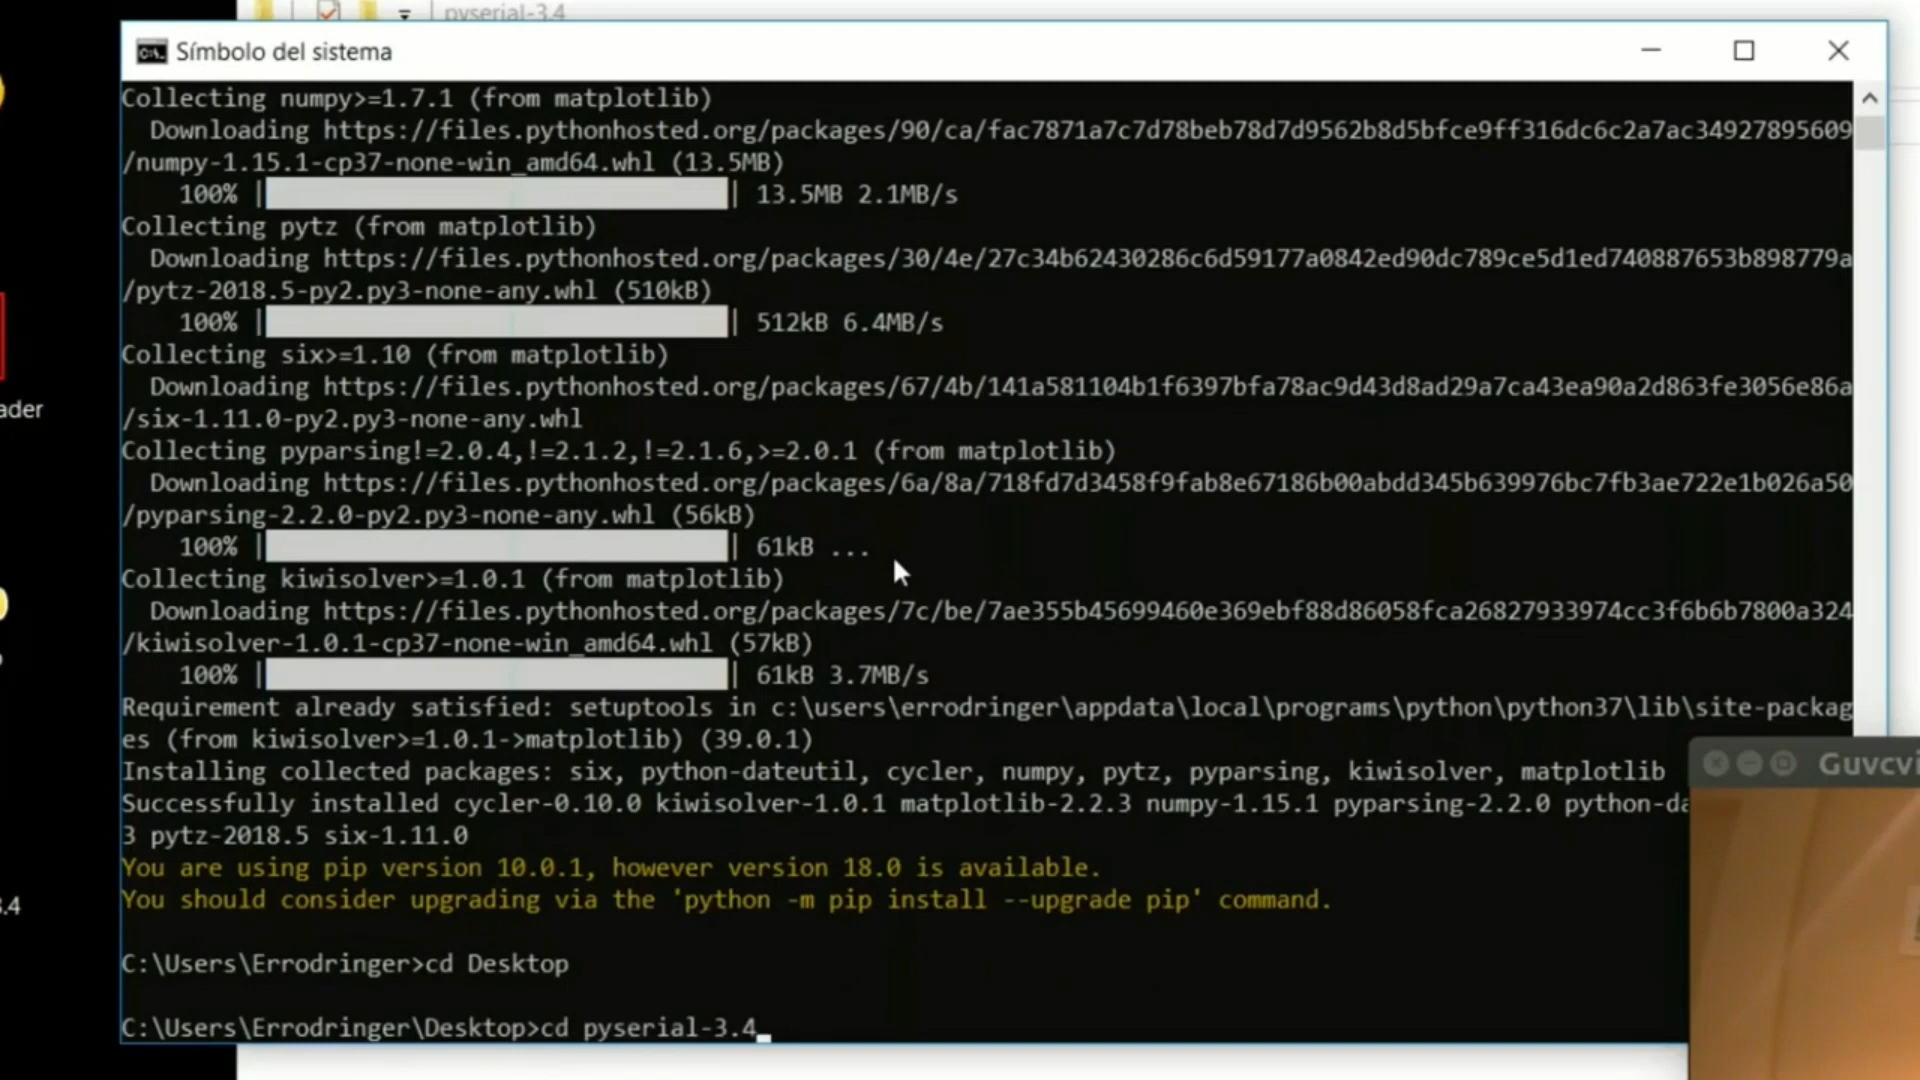 pyserial-3.4
Símbolo del sistema
Collecting numpy>=1.7.1 (from matplotlib)
Downloading https://files.pythonhosted.org/packages/90/ca/fac7871a7c7d78beb78d7d9562b8d5bfce9ff316dc6c2a7ac34927895609
/numpy-1.15.1-cp37-none-win_amd64.whl (13.5MB)
100% || 13.5MB 2.1MB/s
Collecting pytz (from matplotlib)
Downloading https://files.pythonhosted.org/packages/30/4e/27c34b62430286c6d59177a0842ed90dc789ce5d1ed740887653b898779a
/pytz-2018.5-py2.py3-none-any.whl (510kB)
100% || 512kB 6.4MB/s
Collecting six>=1.10 (from matplotlib)
Downloading https://files.pythonhosted.org/packages/67/4b/141a581104b1f6397bfa78ac9d43d8ad29a7ca43ea90a2d863fe3056e86a
/six-1.11.0-py2.py3-none-any.whl
Collecting pyparsing!=2.0.4,!=2.1.2,!=2.1.6,>=2.0.1 (from matplotlib)
Downloading https://files.pythonhosted.org/packages/6a/8a/718fd7d3458f9fab8e67186b00abdd345b639976bc7fb3ae722e1b026a50
/pyparsing-2.2.0-py2.py3-none-any.whl (56kB)
100% || 61kB ...
Collecting kiwisolver>=1.0.1 (from matplotlib)
Downloading https://files.pythonhosted.org/packages/7c/be/7ae355b45699460e369ebf88d86058fca26827933974cc3f6b6b7800a324
/kiwisolver-1.0.1-cp37-none-win_amd64.whl (57kB)
100% || 61kB 3.7MB/s
Requirement already satisfied: setuptools in c:\users\errodringer\appdata\local\programs\python\python37\lib\site-packag
es (from kiwisolver>=1.0.1->matplotlib) (39.0.1)
Installing collected packages: six, python-dateutil, cycler, numpy, pytz, pyparsing, kiwisolver, matplotlib
Successfully installed cycler-0.10.0 kiwisolver-1.0.1 matplotlib-2.2.3 numpy-1.15.1 pyparsing-2.2.0 python-da
3 pytz-2018.5 six-1.11.0
You are using pip version 10.0.1, however version 18.0 is available.
You should consider upgrading via the 'python -m pip install --upgrade pip' command.
C:\Users\Errodringer>cd Desktop
C:\Users\Errodringer\Desktop>cd pyserial-3.4
ader
.4
Guvcvi